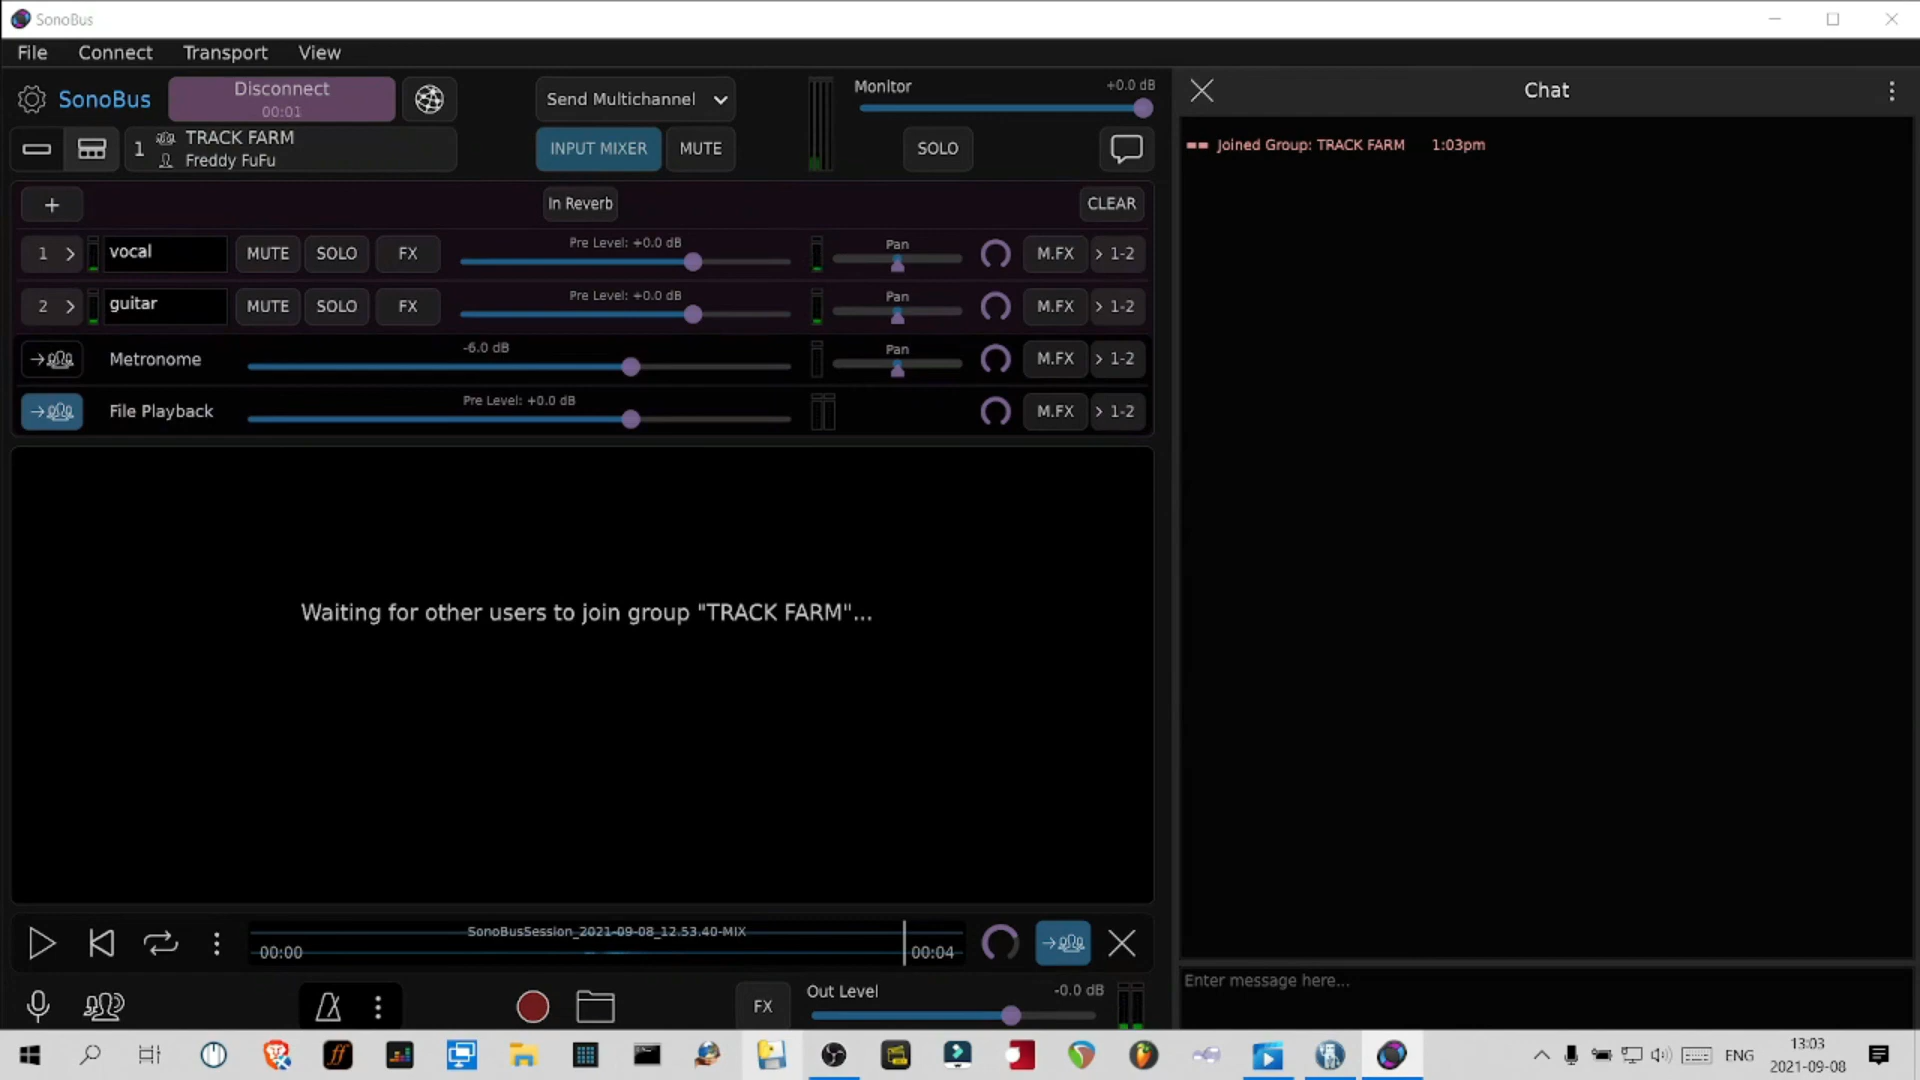 SonoBus
File Connect Transport View
SonoBus
Disconnect
00:01
Send Multichannel
Monitor
+0.0 dB
1
TRACK FARM
Freddy FuFu
INPUT MIXER
MUTE
SOLO
+
In Reverb
CLEAR
1 > vocal MUTE SOLO FX Pre Level: +0.0 dB Pan M.FX > 1-2
2 > guitar MUTE SOLO FX Pre Level: +0.0 dB Pan M.FX > 1-2
Metronome -6.0 dB Pan M.FX > 1-2
File Playback Pre Level: +0.0 dB M.FX > 1-2
Waiting for other users to join group "TRACK FARM"...
SonoBusSession_2021-09-08_12.53.40-MIX
00:00
00:04
FX
Out Level
-0.0 dB
Chat
Joined Group: TRACK FARM 1:03pm
Enter message here...
ENG
13:03
2021-09-08